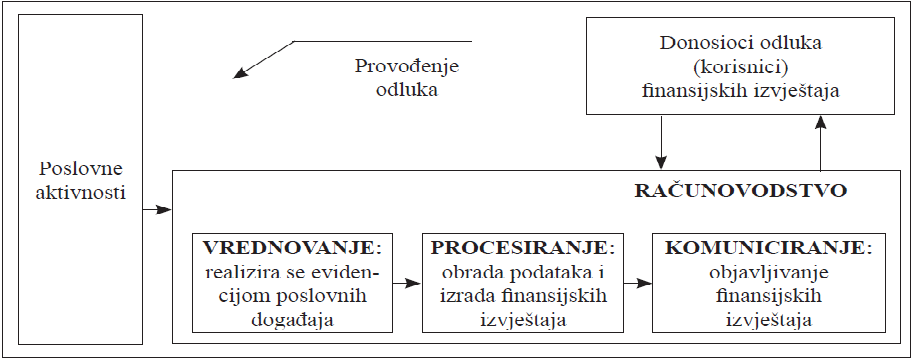 Poslovne
aktivnosti
Provođenje
odluka
Donosioci odluka
(korisnici)
finansijskih izvještaja
RAČUNOVODSTVO
VREDNOVANJE:
realizira se eviden-
cijom poslovnih
događaja
PROCESIRANJE:
obrada podataka i
izrada finansijskih
izvještaja
KOMUNICIRANJE:
objavljivanje
finansijskih
izvještaja